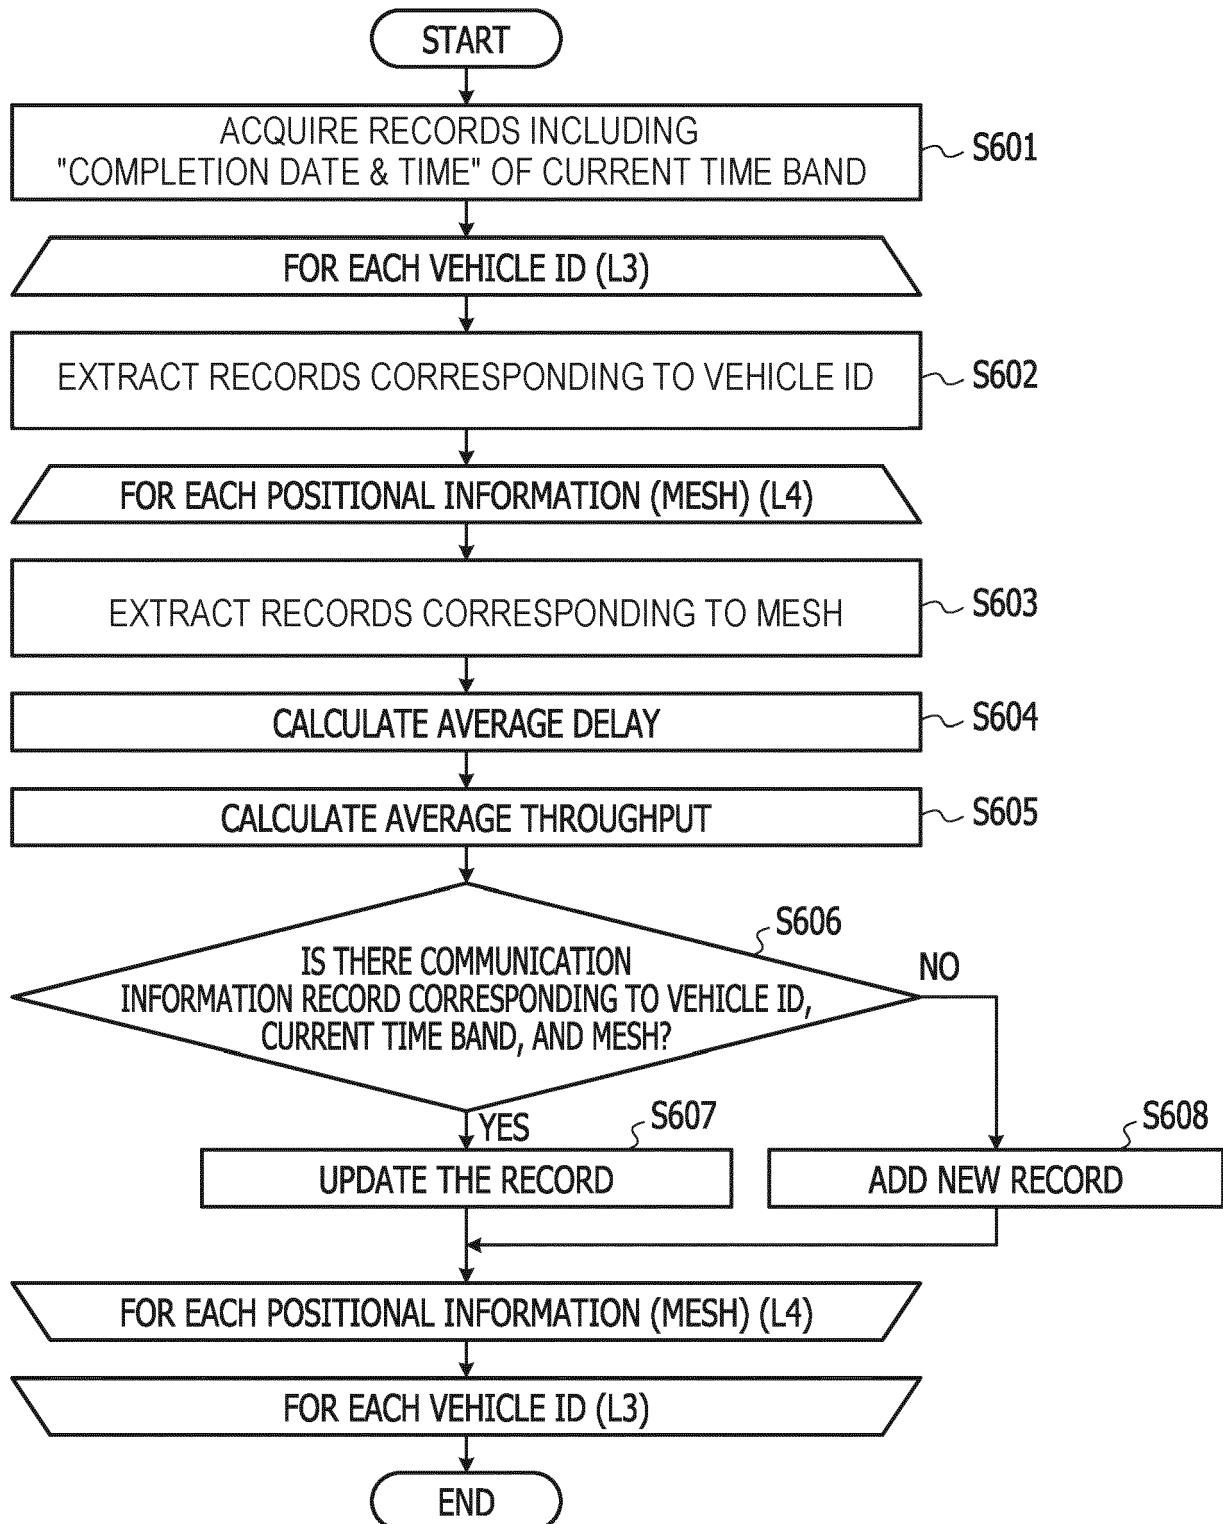 START
ACQUIRE RECORDS INCLUDING
"COMPLETION DATE & TIME" OF CURRENT TIME BAND
S601
FOR EACH VEHICLE ID (L3)
EXTRACT RECORDS CORRESPONDING TO VEHICLE ID
S602
FOR EACH POSITIONAL INFORMATION (MESH) (L4)
EXTRACT RECORDS CORRESPONDING TO MESH
S603
CALCULATE AVERAGE DELAY
S604
CALCULATE AVERAGE THROUGHPUT
S605
S606
IS THERE COMMUNICATION
INFORMATION RECORD CORRESPONDING TO VEHICLE ID,
CURRENT TIME BAND, AND MESH?
NO
YES
S607
UPDATE THE RECORD
S608
ADD NEW RECORD
FOR EACH POSITIONAL INFORMATION (MESH) (L4)
FOR EACH VEHICLE ID (L3)
END